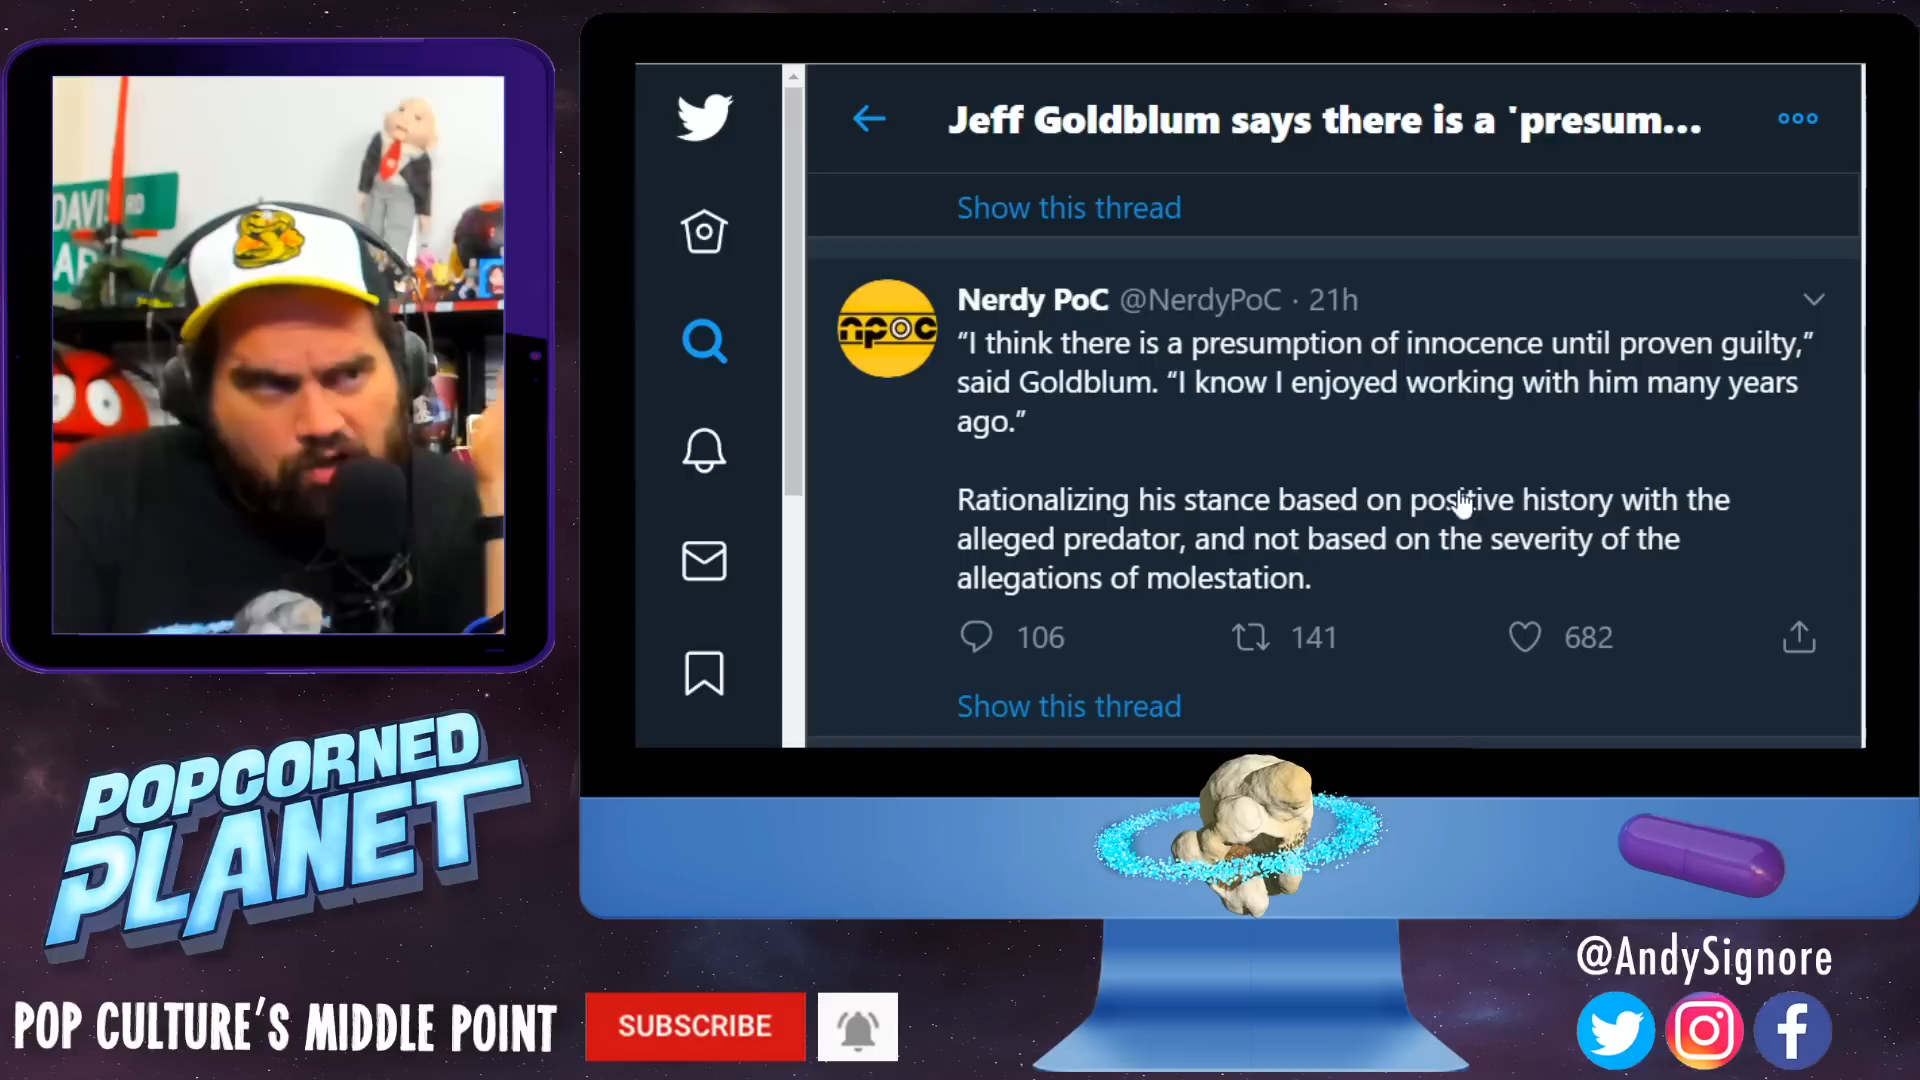 DAVIS RD
Jeff Goldblum says there is a 'presum...
Show this thread
npoc
Nerdy PoC @NerdyPoC · 21h
“I think there is a presumption of innocence until proven guilty,”
said Goldblum. “I know I enjoyed working with him many years
ago.”
Rationalizing his stance based on positive history with the
alleged predator, and not based on the severity of the
allegations of molestation.
106 141 682
Show this thread
POPCORNED
PLANET
POP CULTURE'S MIDDLE POINT
SUBSCRIBE
@AndySignore